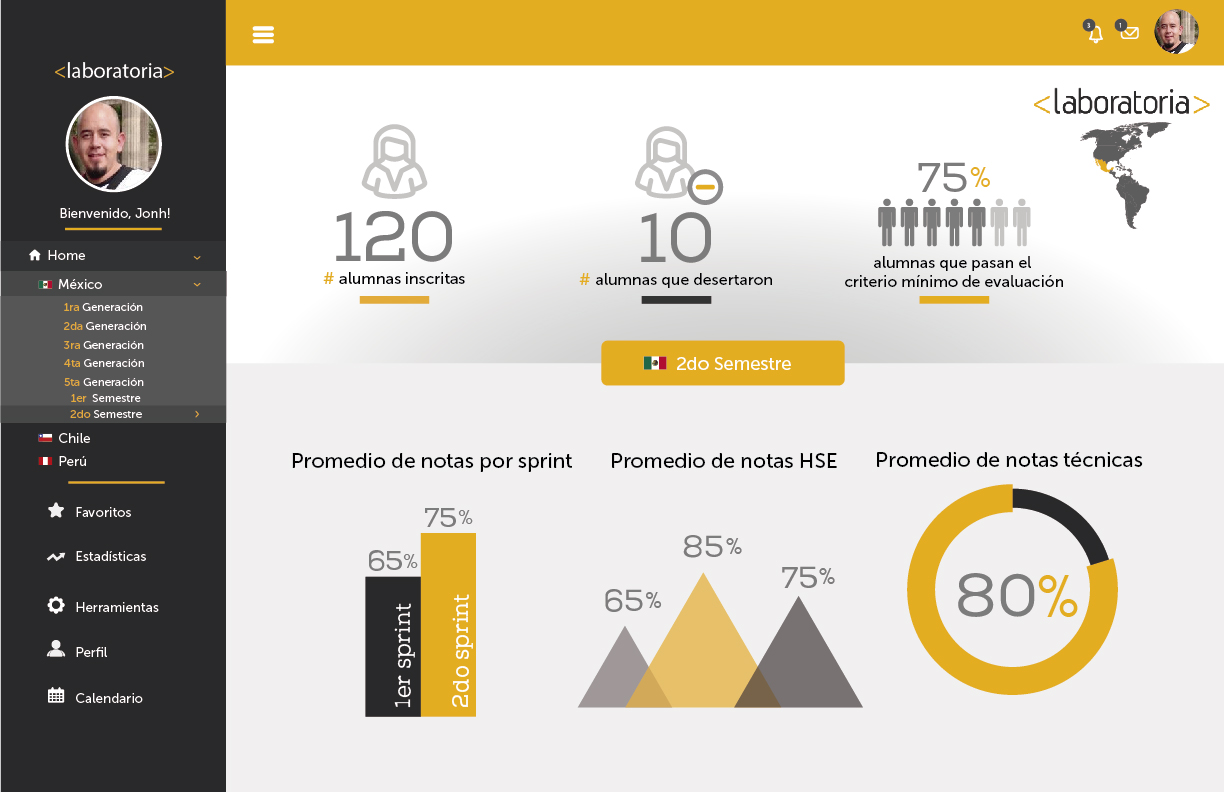 <laboratoria>
Bienvenido, Jonh!
Home
México
1ra Generación
2da Generación
3ra Generación
4ta Generación
5ta Generación
1er Semestre
2do Semestre
Chile
Perú
Favoritos
Estadísticas
Herramientas
Perfil
Calendario
3
1
<laboratoria>
120
# alumnas inscritas
10
# alumnas que desertaron
75%
alumnas que pasan el
criterio mínimo de evaluación
2do Semestre
Promedio de notas por sprint
65%
75%
1er sprint
2do sprint
Promedio de notas HSE
65%
85%
75%
Promedio de notas técnicas
80%